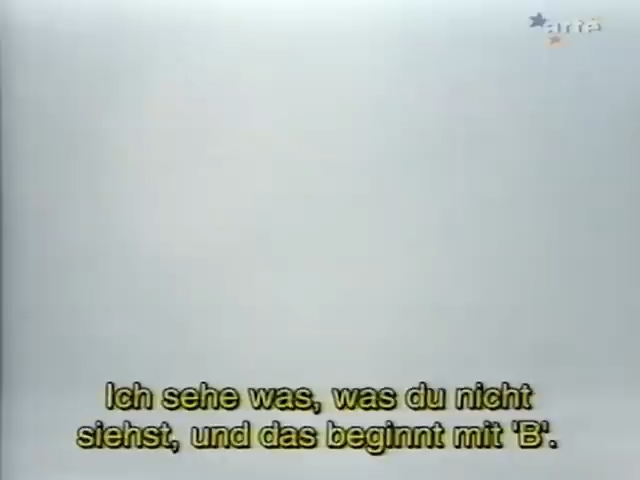 arte
Ich sehe was, was du nicht
siehst, und das beginnt mit 'B'.